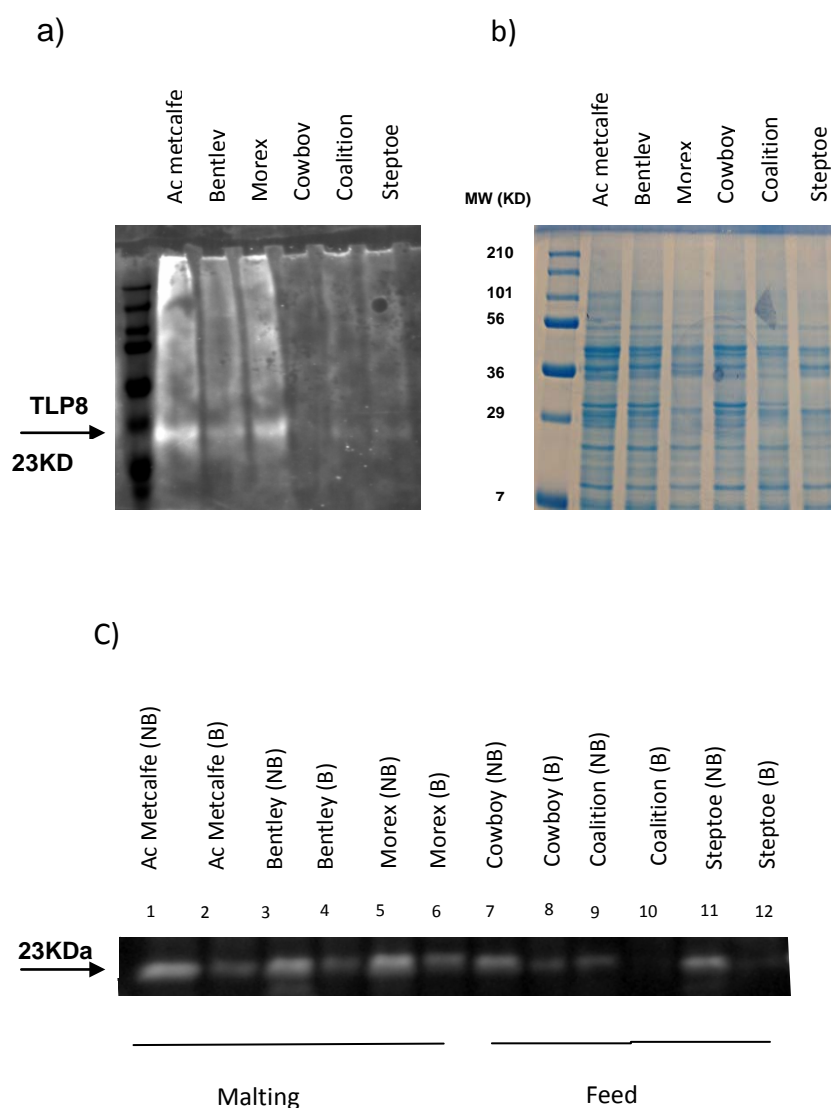 a)
Ac metcalfe
Bentlev
Morex
Cowbov
Coalition
Steptoe
TLP8
23KD
b)
MW (KD)
Ac metcalfe
Bentlev
Morex
Cowboy
Coalition
Steptoe
210
101
56
36
29
7
C)
Ac Metcalfe (NB)
Ac Metcalfe (B)
Bentley (NB)
Bentley (B)
Morex (NB)
Morex (B)
Cowboy (NB)
Cowboy (B)
Coalition (NB)
Coalition (B)
Steptoe (NB)
Steptoe (B)
1 2 3 4 5 6 7 8 9 10 11 12
23KDa
Malting Feed